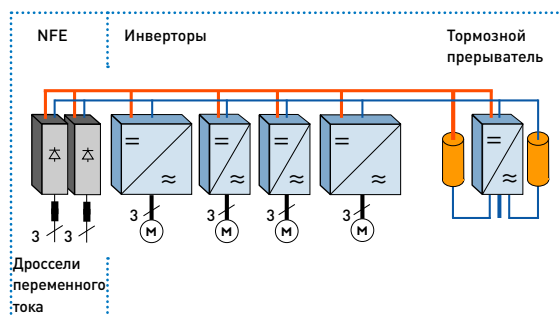 NFE
Инверторы
Тормозной
прерыватель
= ≈
= ≈
= ≈
= ≈
= ≈
3 3 3 3 3 3
M M M M
Дроссели
переменного
тока